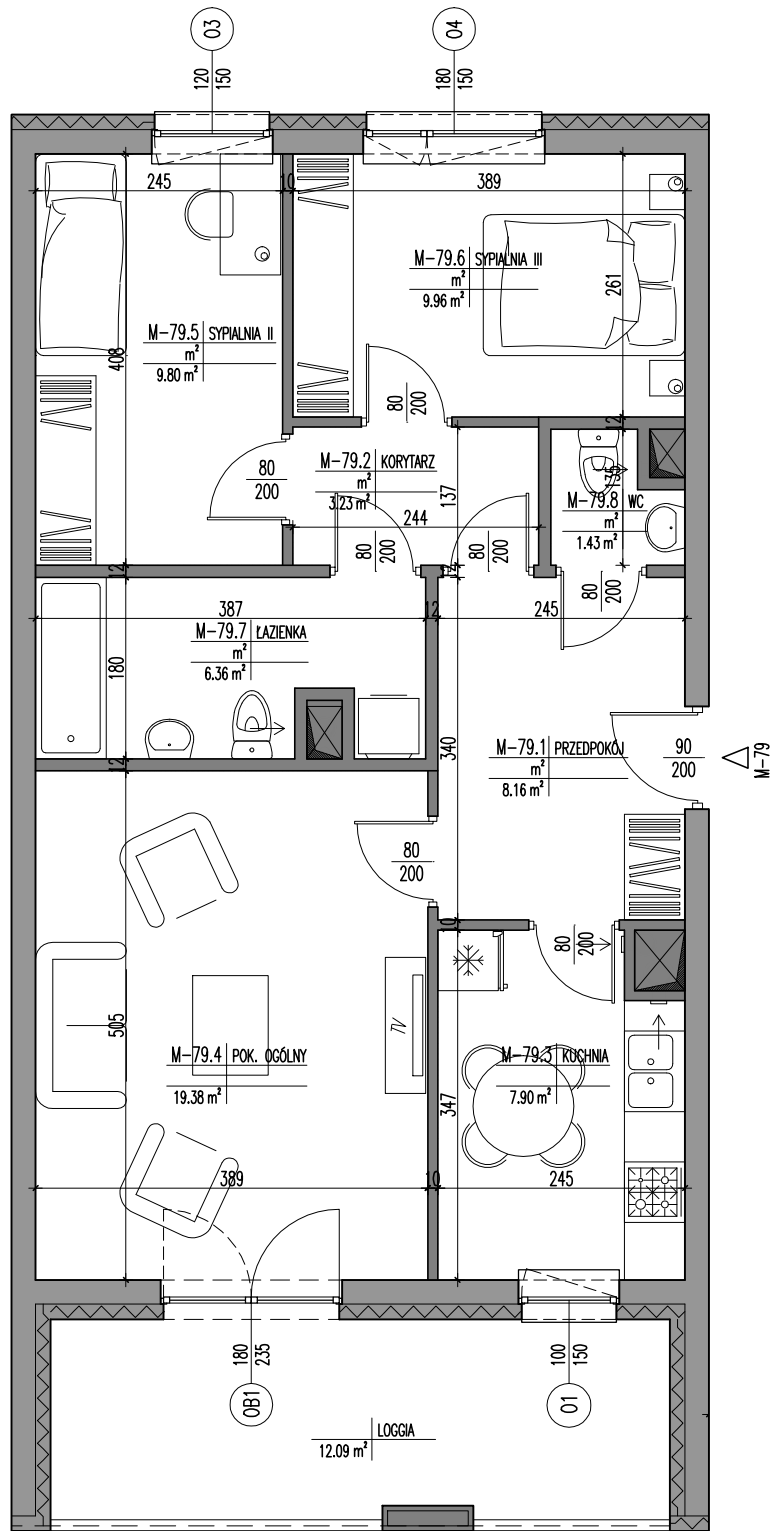 03
04
120
150
180
150
245
10
389
M-79.6 SYPIALNIA III
m²
9.96 m²
261
M-79.5 SYPIALNIA II
m²
9.80 m²
408
80
200
12
M-79.2 KORYTARZ
m²
3.23 m²
80
200
137
135
M-79.8 WC
m²
1.43 m²
244
80
200
80
200
80
200
12
12
387
12
245
M-79.7 ŁAZIENKA
m²
6.36 m²
180
340
M-79.1 PRZEDPOKÓJ
m²
8.16 m²
90
200
M-79
12
80
200
80
200
505
TV
M-79.4 POK. OGÓLNY
19.38 m²
M-79.3 KUCHNIA
7.90 m²
347
389
10
245
180
235
100
150
OB1
01
LOGGIA
12.09 m²